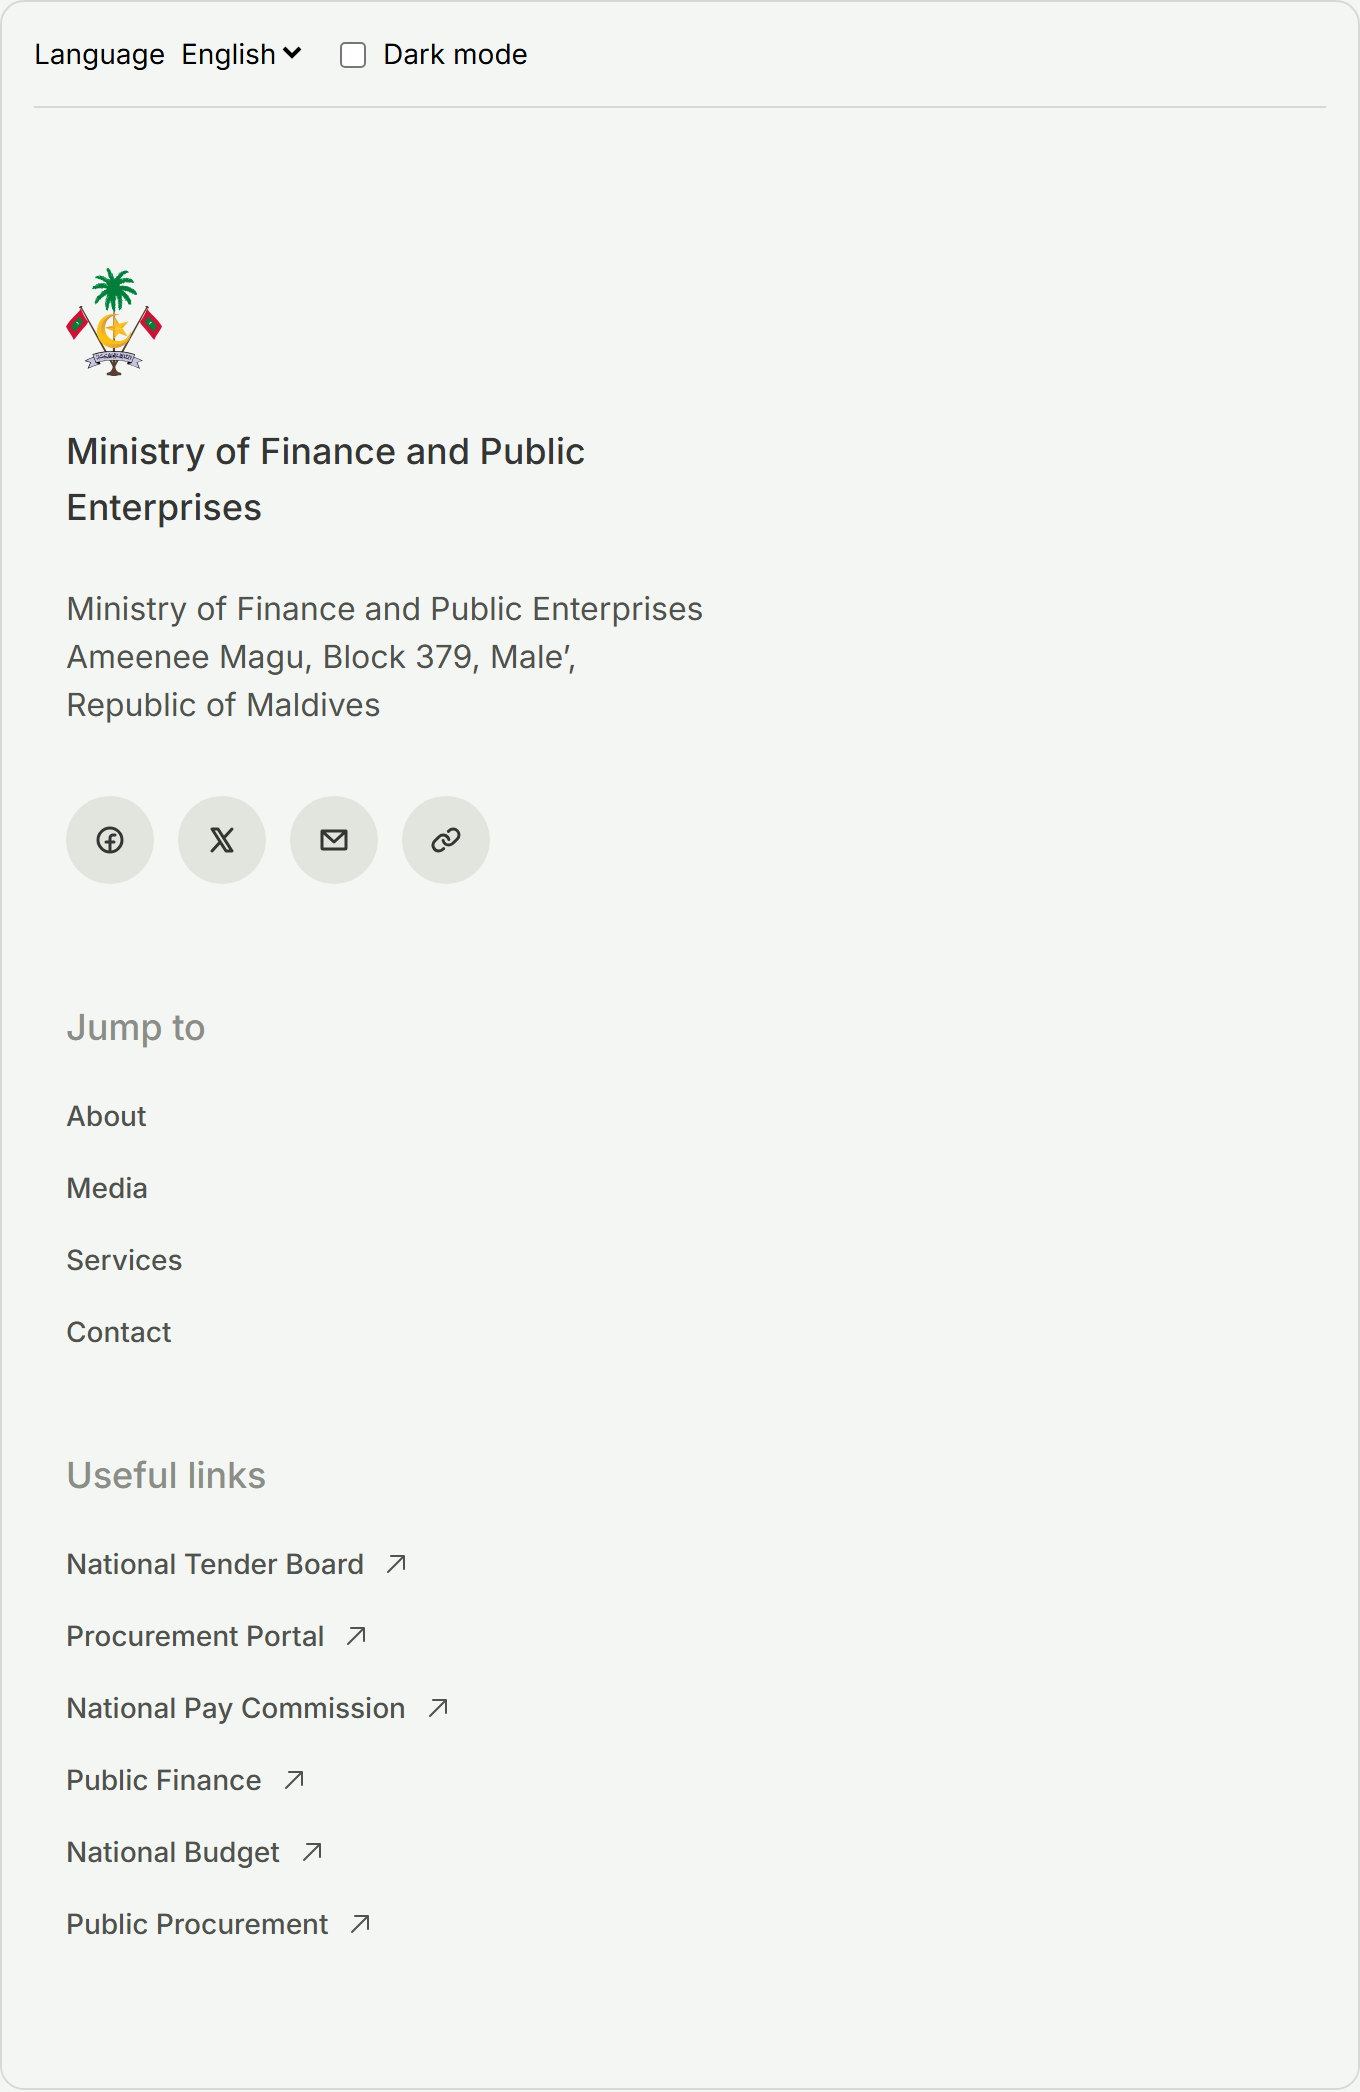 Language English Dark mode
Ministry of Finance and Public
Enterprises
Ministry of Finance and Public Enterprises
Ameenee Magu, Block 379, Male’,
Republic of Maldives
Jump to
About
Media
Services
Contact
Useful links
National Tender Board
Procurement Portal
National Pay Commission
Public Finance
National Budget
Public Procurement